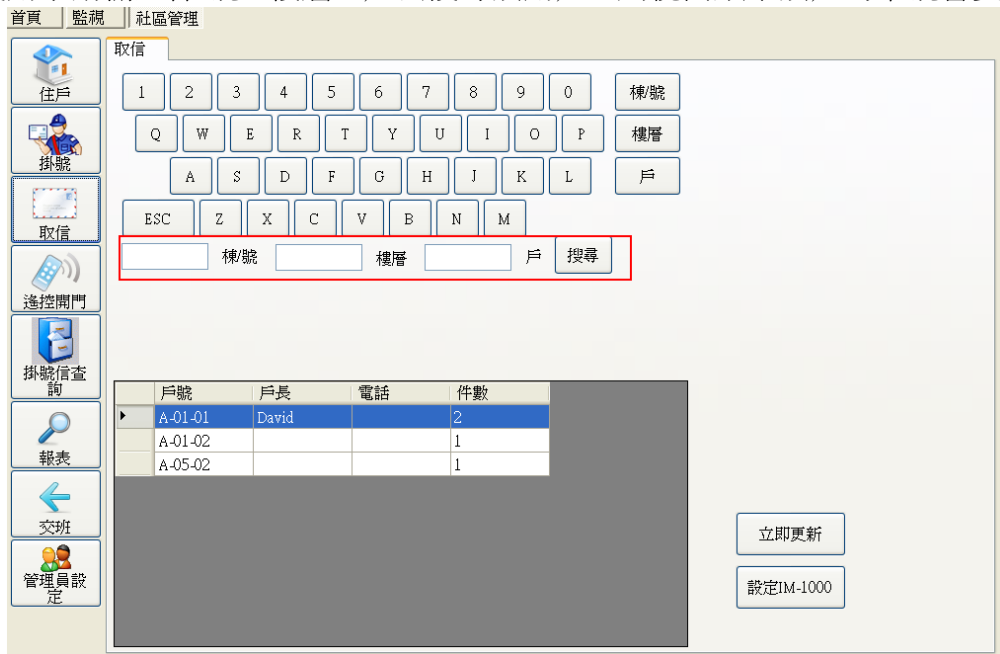 首頁 監視 社區管理
取信
住戶
掛號
取信
遙控開門
掛號信查
詢
報表
交班
管理員設
定
1 2 3 4 5 6 7 8 9 0 棟/號
Q W E R T Y U I O P 樓層
A S D F G H J K L 戶
ESC Z X C V B N M
棟/號 樓層 戶 搜尋
戶號 戶長 電話 件數
A-01-01 David 2
A-01-02 1
A-05-02 1
立即更新
設定IM-1000